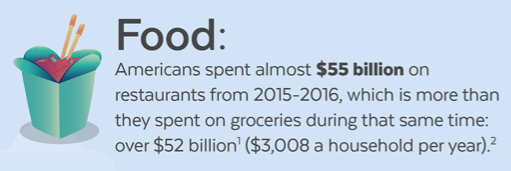 Food:
Americans spent almost $55 billion on
restaurants from 2015-2016, which is more than
they spent on groceries during that same time:
over $52 billion¹ ($3,008 a household per year).²